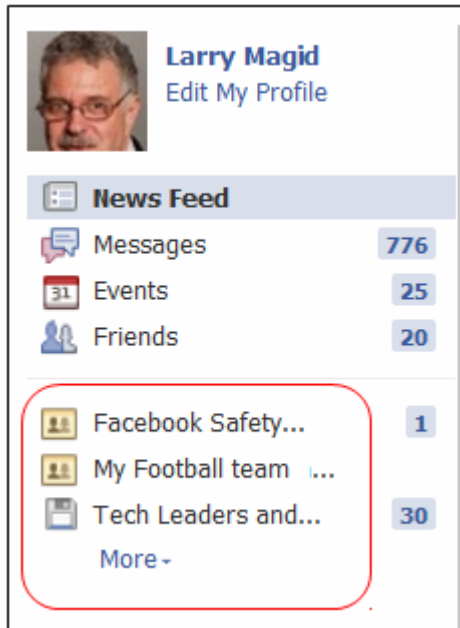 Larry Magid
Edit My Profile
News Feed
Messages 776
31 Events 25
Friends 20
Facebook Safety... 1
My Football team ...
Tech Leaders and... 30
More